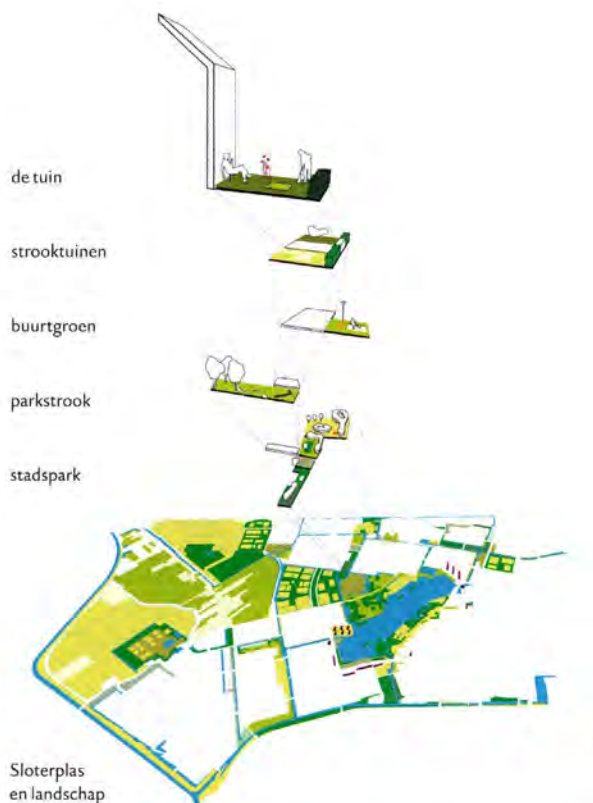 de tuin
strooktuinen
buurtgroen
parkstrook
stadspark
Sloterplas
en landschap